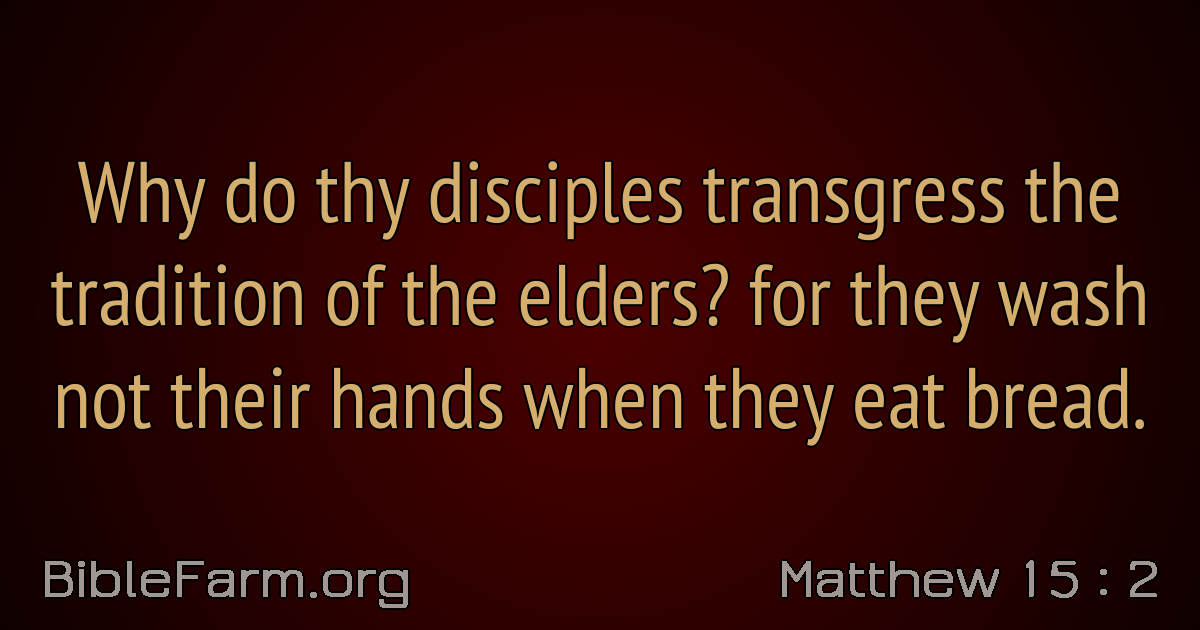 Why do thy disciples transgress the
tradition of the elders? for they wash
not their hands when they eat bread.
BibleFarm.org
Matthew 15 : 2